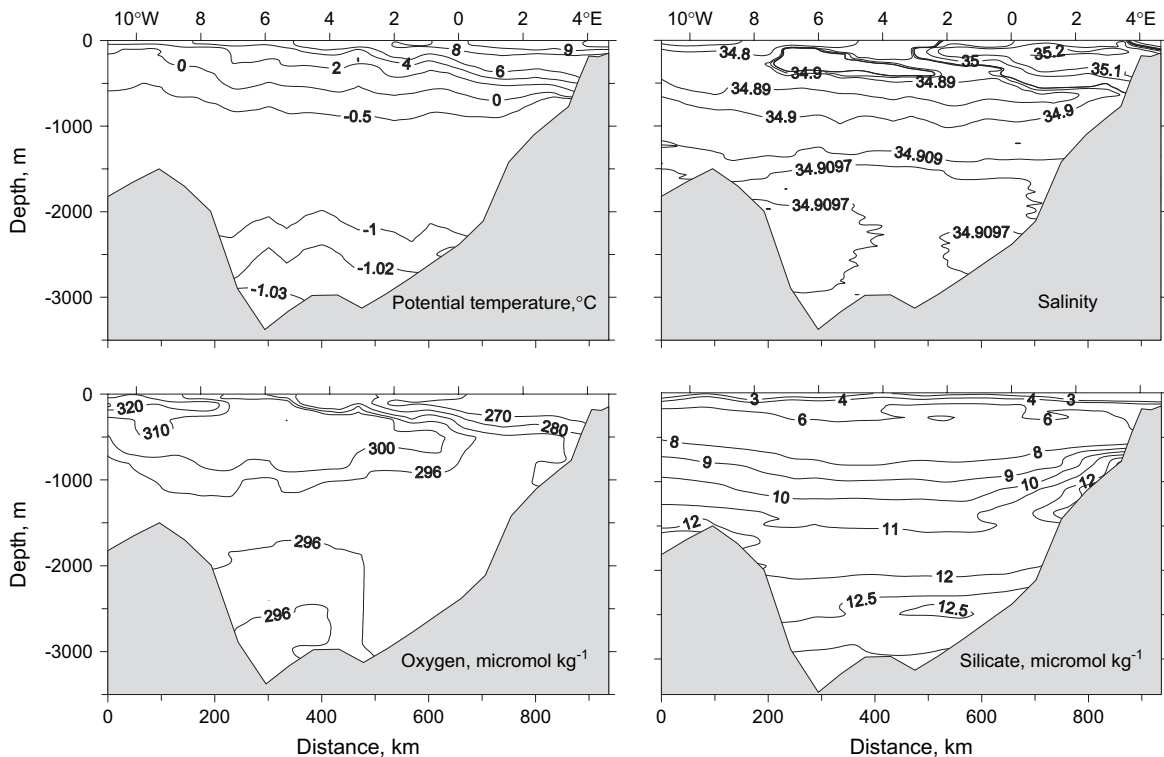 10°W 8 6 4 2 0 2 4°E
10°W 8 6 4 2 0 2 4°E
0
-1000
-2000
-3000
Depth, m
0 2 4 8 9
6
0
-0.5
-1
-1.02
-1.03
Potential temperature,°C
34.8 34.9 35 35.2
35.1
34.89 34.89
34.9 34.9
34.909
34.9097
34.9097
34.9097
Salinity
0
-1000
-2000
-3000
Depth, m
320 270
310 280
300
296
296
296
Oxygen, micromol kg-1
3 4 4 3
6 6
8 8
9 9
10 10
12
11
12
12
12.5 12.5
Silicate, micromol kg-1
0 200 400 600 800
0 200 400 600 800
Distance, km
Distance, km